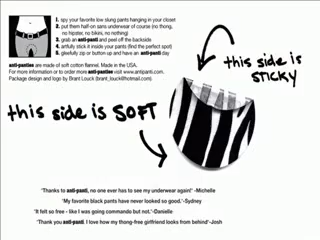 1. spy your favorite low slung pants hanging in your closet
2. put them half-on sans underwear of course (no thong,
no hipster, no bikini, no nothing)
3. grab an anti-panti and peel off the backside
4. artfully stick it inside your pants (find the perfect spot)
5. gleefully zip or button up and have an anti-panti day
anti-panties are made of soft cotton flannel. Made in the USA.
For more information or to order more anti-panties visit www.antipanti.com.
Package design and logo by Brant Louck (brant_louck@hotmail.com)
this side is
STICKY
this side is SOFT
"Thanks to anti-panti, no one ever has to see my underwear again!" -Michelle
"My favorite black pants have never looked so good." -Sydney
"It felt so free - like I was going commando but not." -Danielle
"Thank you anti-panti. I love how my thong-free girlfriend looks from behind"-Josh